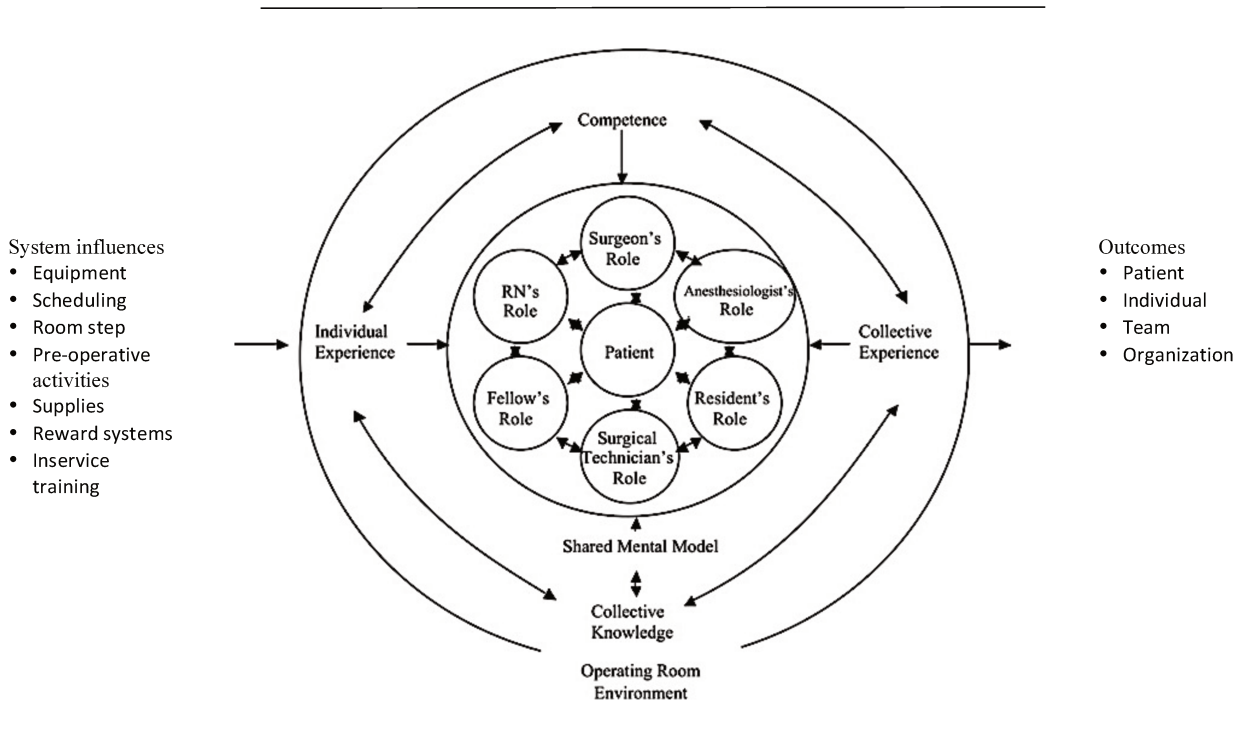 System influences
• Equipment
• Scheduling
• Room step
• Pre-operative
activities
• Supplies
• Reward systems
• Inservice
training
Competence
Individual
Experience
Surgeon's
Role
RN's
Role
Anesthesiologist's
Role
Patient
Fellow's
Role
Resident's
Role
Surgical
Technician's
Role
Collective
Experience
Shared Mental Model
Collective
Knowledge
Operating Room
Environment
Outcomes
• Patient
• Individual
• Team
• Organization